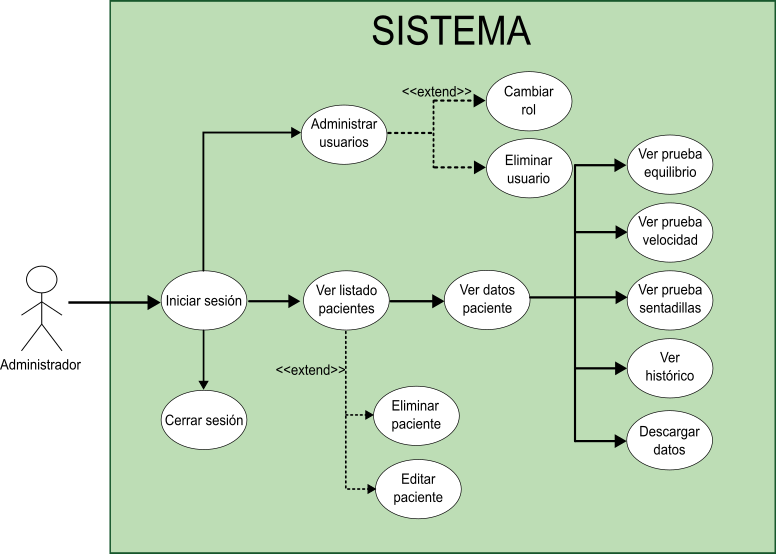 SISTEMA
<<extend>>
Cambiar
rol
Administrar
usuarios
Eliminar
usuario
Ver prueba
equilibrio
Ver prueba
velocidad
Administrador
Iniciar sesión
Ver listado
pacientes
Ver datos
paciente
Ver prueba
sentadillas
<<extend>>
Ver
histórico
Cerrar sesión
Eliminar
paciente
Descargar
datos
Editar
paciente